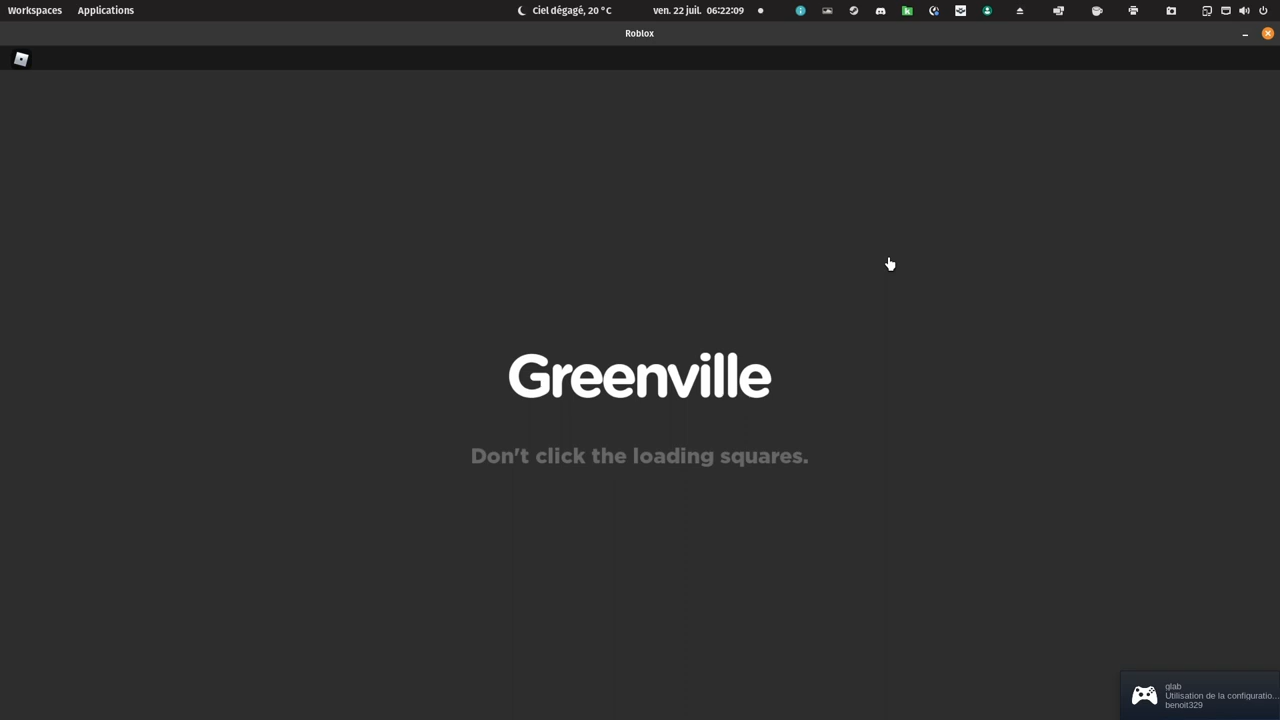 Workspaces Applications Ciel dégagé, 20 °C ven. 22 juil. 06:22:09
Roblox
Greenville
Don't click the loading squares.
glab
Utilisation de la configuratio...
benoit329